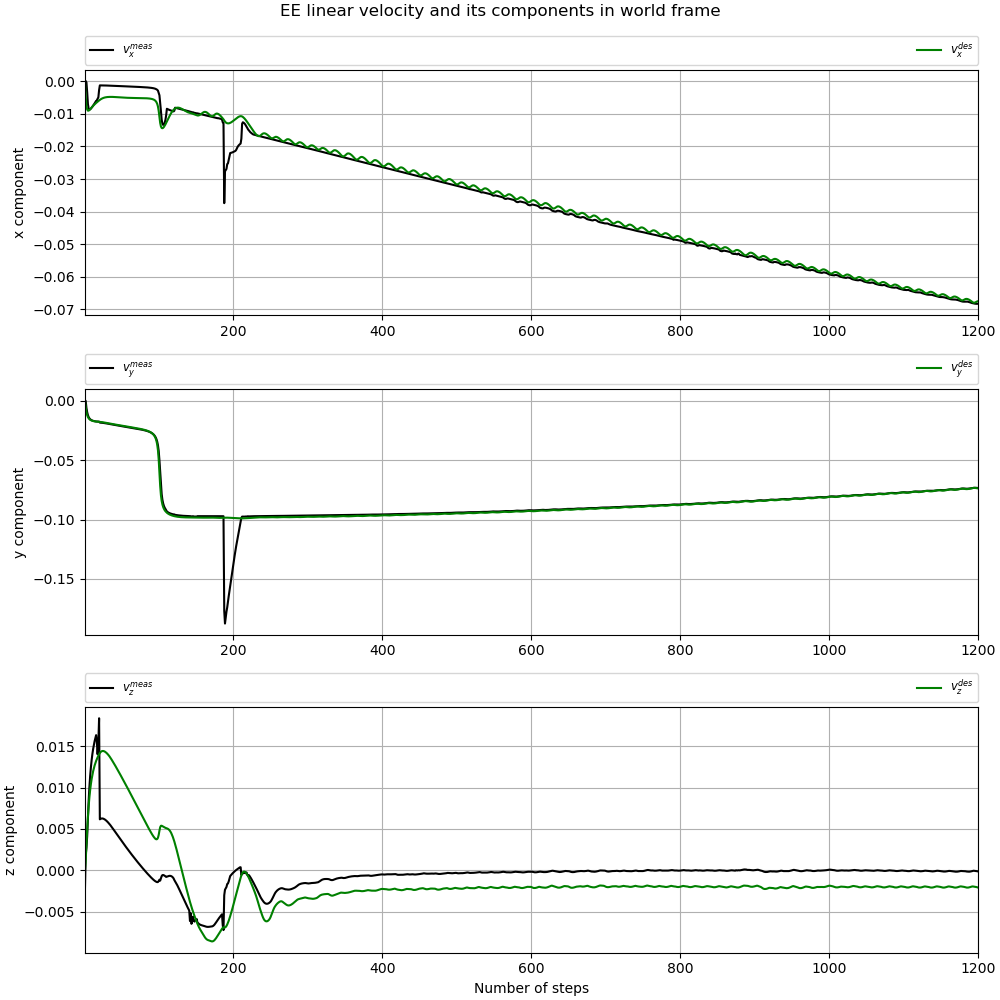 EE linear velocity and its components in world frame
v_x^meas v_x^des
0.00
−0.01
−0.02
−0.03
−0.04
−0.05
−0.06
−0.07
x component
200 400 600 800 1000 1200
v_y^meas v_y^des
0.00
−0.05
−0.10
−0.15
y component
200 400 600 800 1000 1200
v_z^meas v_z^des
0.015
0.010
0.005
0.000
−0.005
z component
200 400 600 800 1000 1200
Number of steps